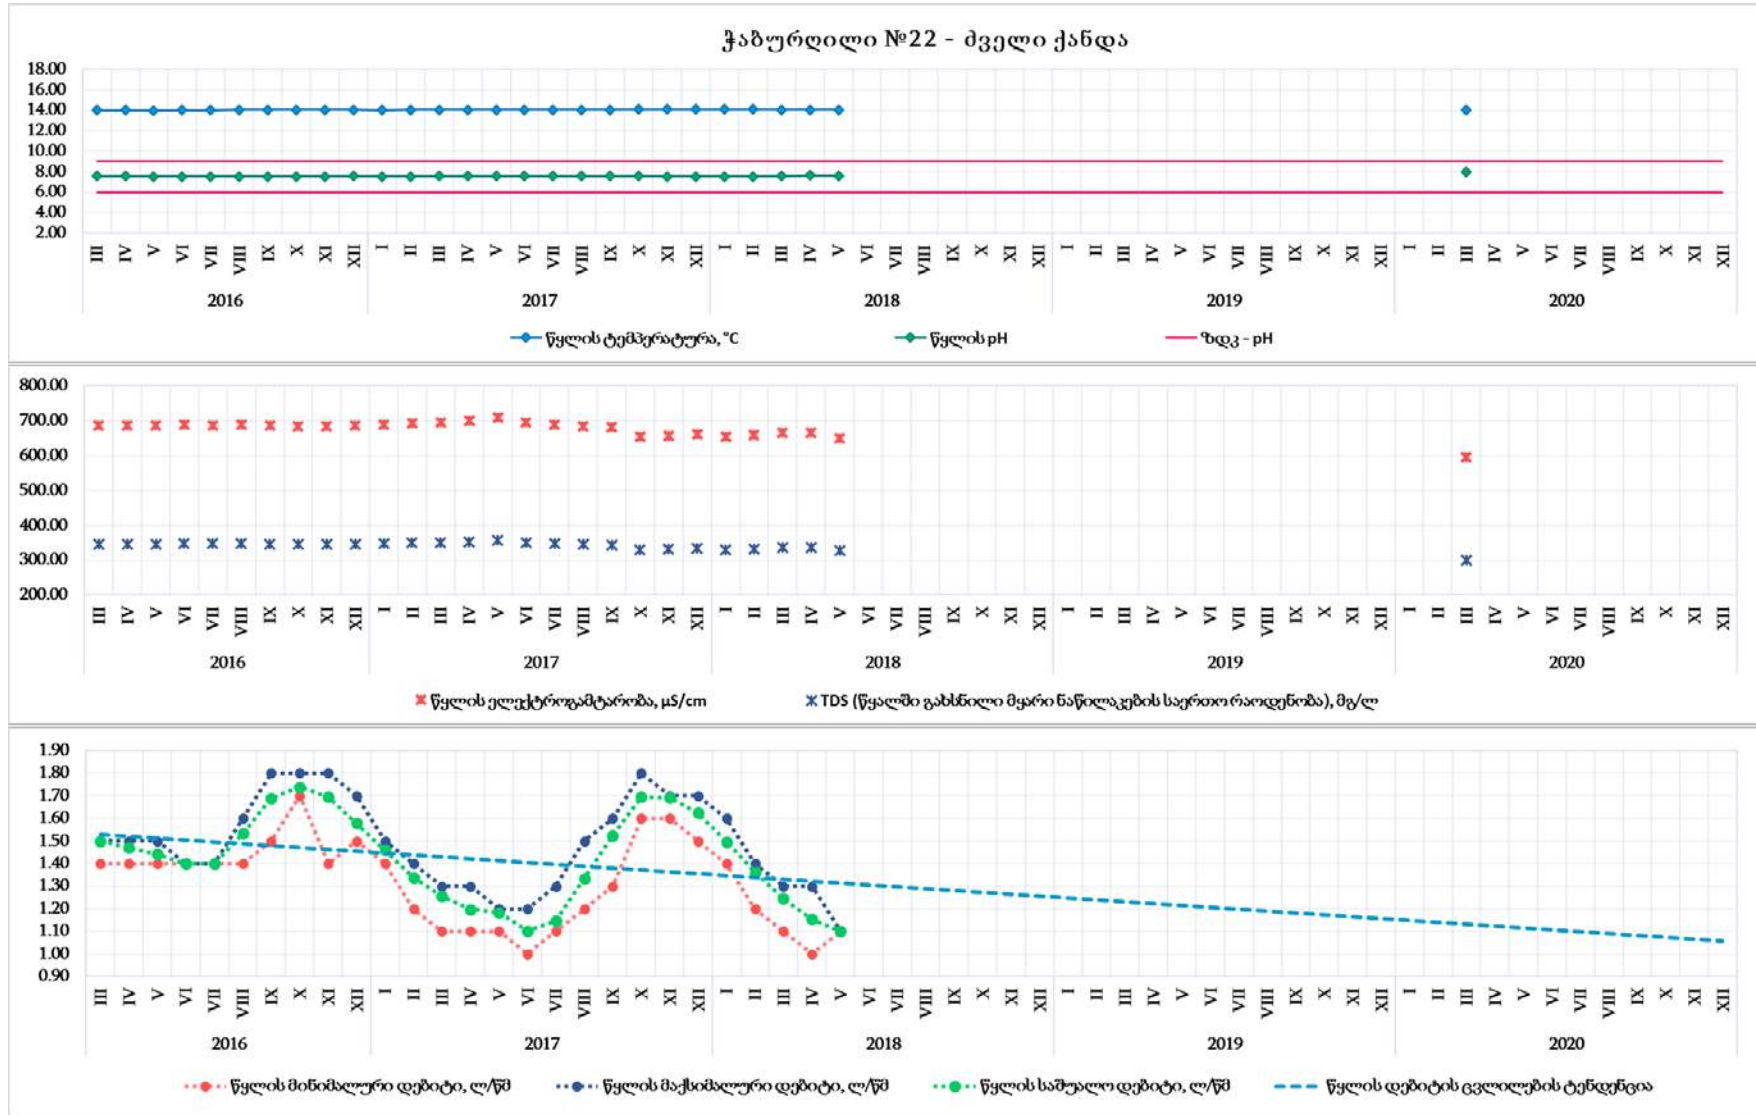 ჭაბურღილი №22 - ძველი ქანდა
18.00
16.00
14.00
12.00
10.00
8.00
6.00
4.00
2.00
III IV V VI VII VIII IX X XI XII I II III IV V VI VII VIII IX X XI XII I II III IV V VI VII VIII IX X XI XII I II III IV V VI VII VIII IX X XI XII I II III IV V VI VII VIII IX X XI XII
2016 2017 2018 2019 2020
წყლის ტემპერატურა, °C წყლის pH ზდკ - pH
800.00
700.00
600.00
500.00
400.00
300.00
200.00
III IV V VI VII VIII IX X XI XII I II III IV V VI VII VIII IX X XI XII I II III IV V VI VII VIII IX X XI XII I II III IV V VI VII VIII IX X XI XII I II III IV V VI VII VIII IX X XI XII
2016 2017 2018 2019 2020
წყლის ელექტროგამტარობა, µS/cm TDS (წყალში გახსნილი მყარი ნაწილაკების საერთო რაოდენობა), მგ/ლ
1.90
1.80
1.70
1.60
1.50
1.40
1.30
1.20
1.10
1.00
0.90
III IV V VI VII VIII IX X XI XII I II III IV V VI VII VIII IX X XI XII I II III IV V VI VII VIII IX X XI XII I II III IV V VI VII VIII IX X XI XII I II III IV V VI VII VIII IX X XI XII
2016 2017 2018 2019 2020
წყლის მინიმალური დებიტი, ლ/წმ წყლის მაქსიმალური დებიტი, ლ/წმ წყლის საშუალო დებიტი, ლ/წმ წყლის დებიტის ცვლილების ტენდენცია